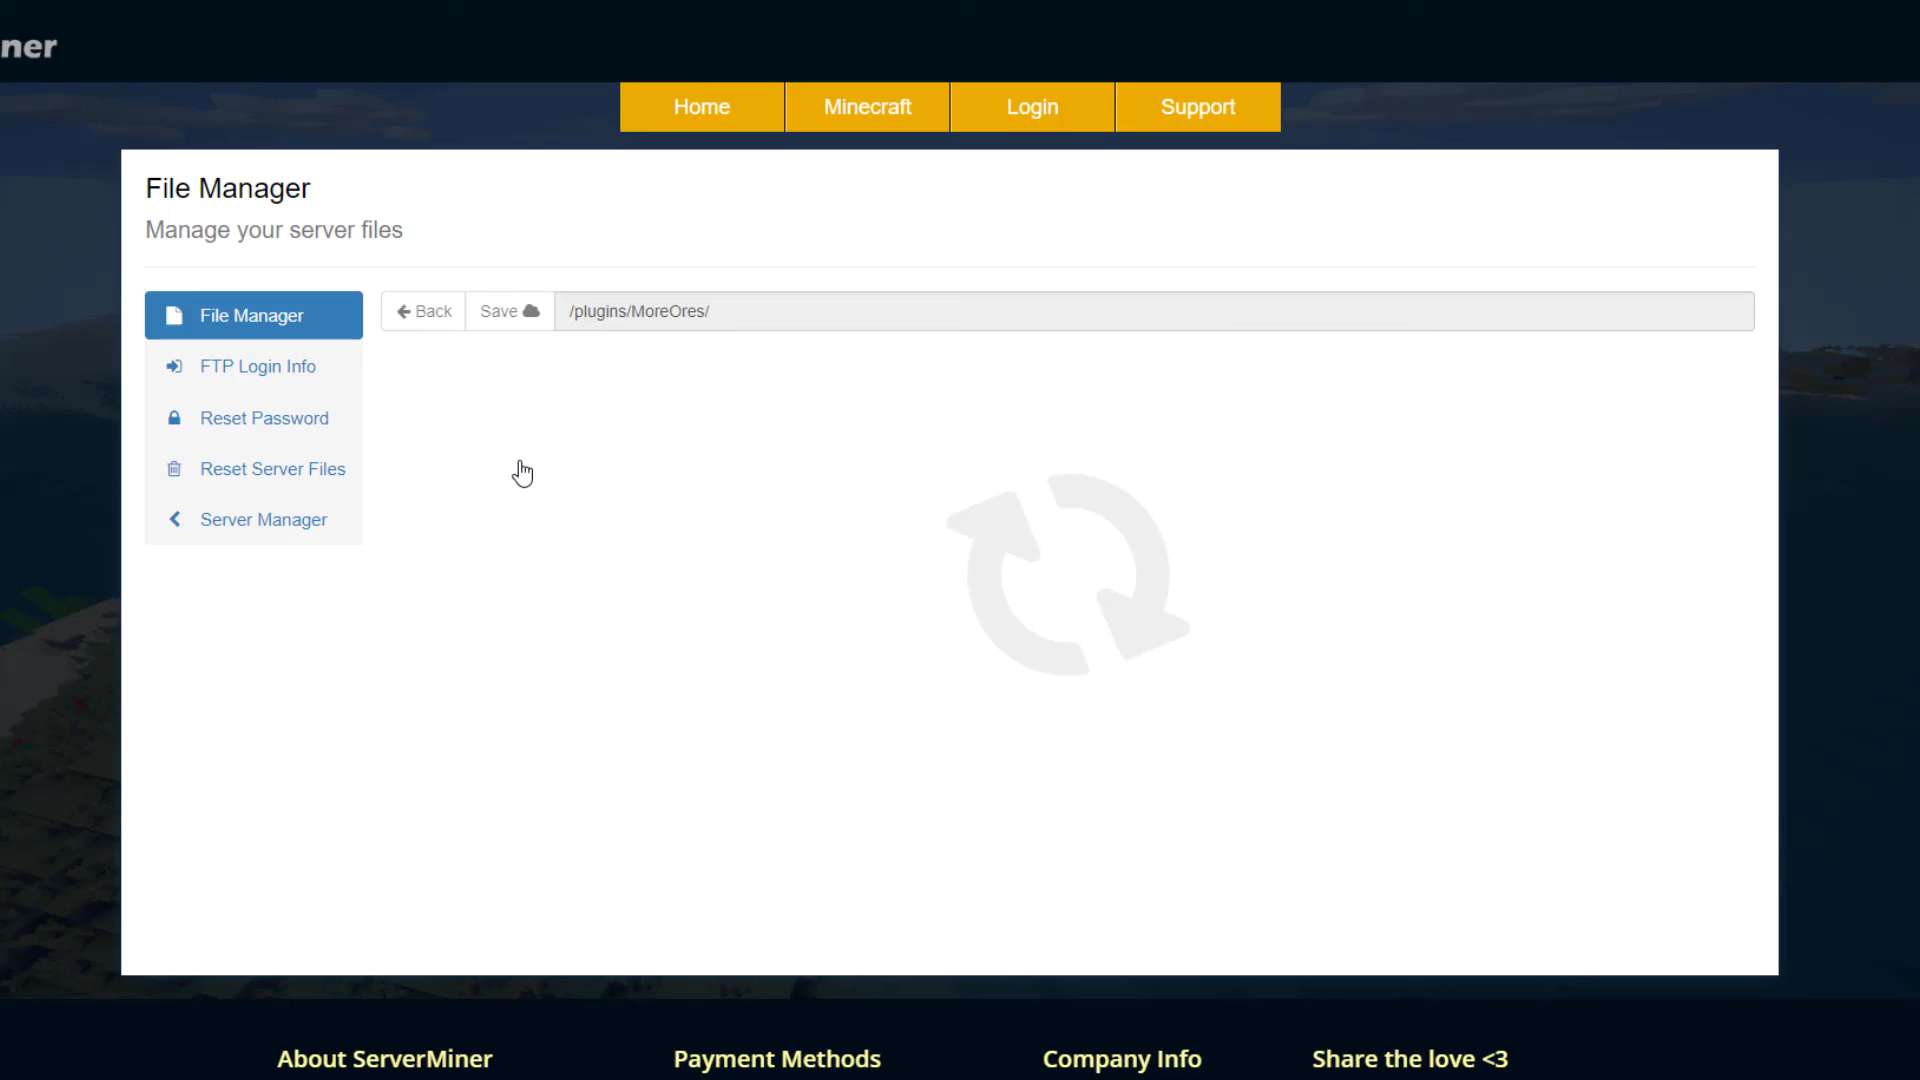 ner
Home
Minecraft
Login
Support
File Manager
Manage your server files
File Manager
Back
Save
/plugins/MoreOres/
FTP Login Info
Reset Password
Reset Server Files
Server Manager
About ServerMiner
Payment Methods
Company Info
Share the love <3